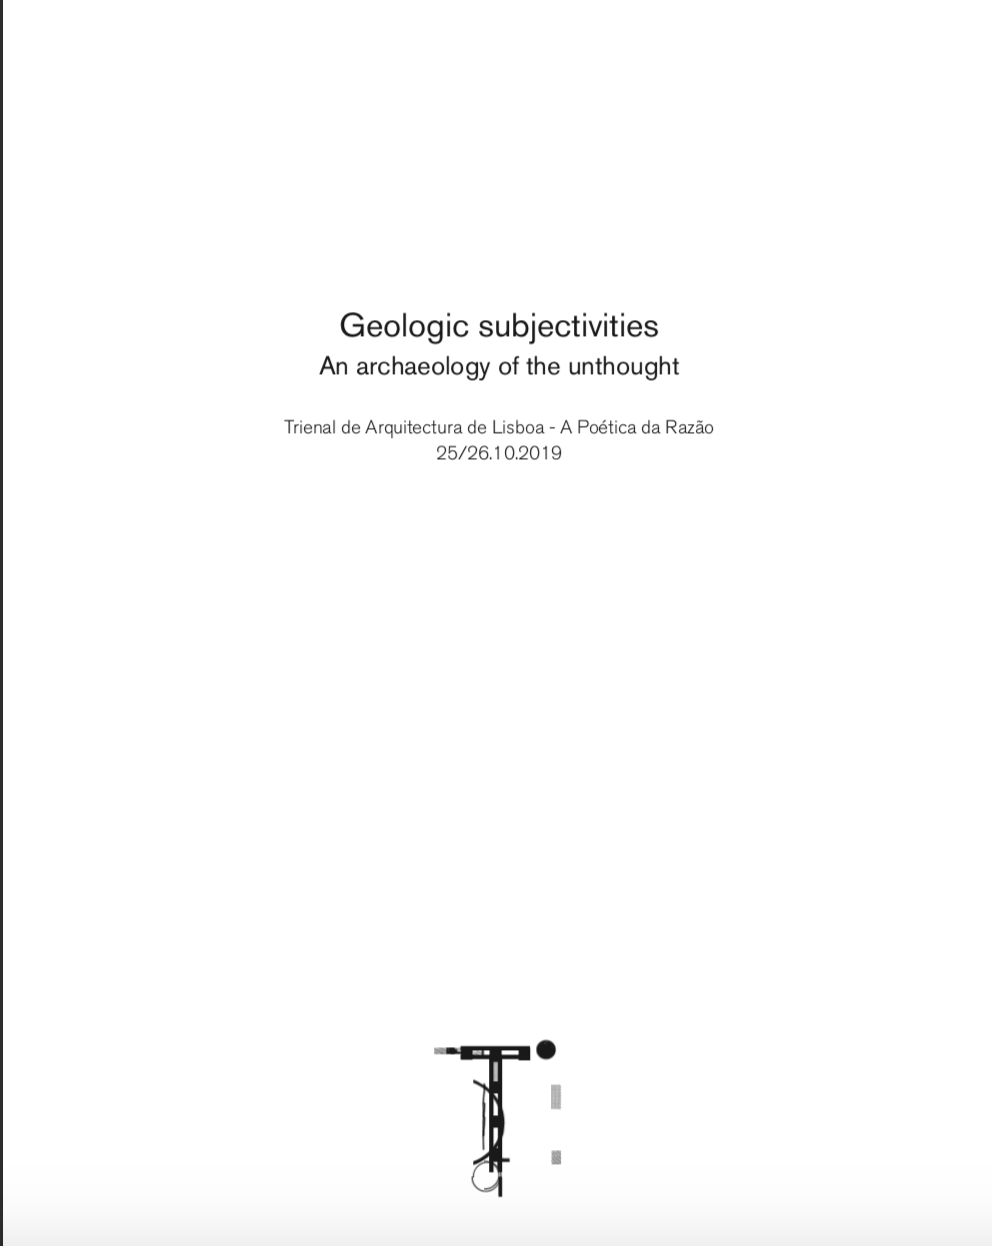 Geologic subjectivities
An archaeology of the unthought
Trienal de Arquitectura de Lisboa - A Poética da Razão
25/26.10.2019